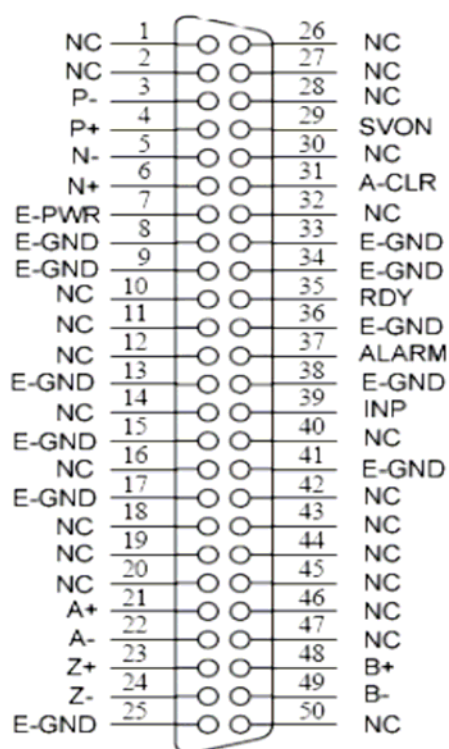 NC 1 26 NC
NC 2 27 NC
P- 3 28 NC
P+ 4 29 SVON
N- 5 30 NC
N+ 6 31 A-CLR
E-PWR 7 32 NC
E-GND 8 33 E-GND
E-GND 9 34 E-GND
NC 10 35 RDY
NC 11 36 E-GND
NC 12 37 ALARM
E-GND 13 38 E-GND
NC 14 39 INP
E-GND 15 40 NC
NC 16 41 E-GND
E-GND 17 42 NC
NC 18 43 NC
NC 19 44 NC
NC 20 45 NC
A+ 21 46 NC
A- 22 47 NC
Z+ 23 48 B+
Z- 24 49 B-
E-GND 25 50 NC